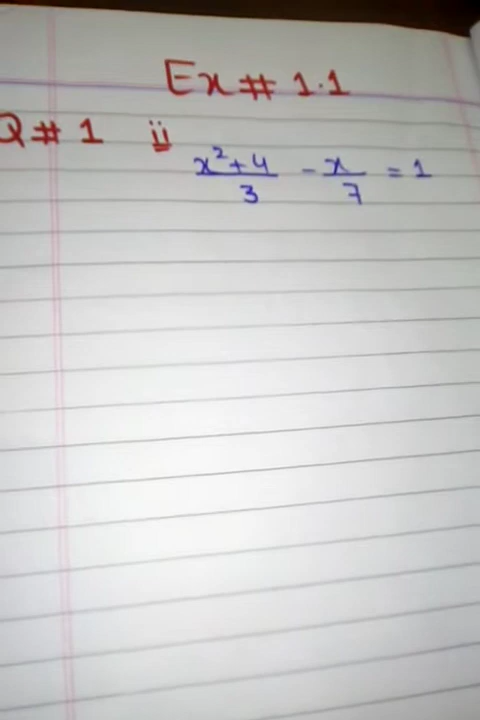 Ex # 1.1
Q # 1 ii
x²+4/3 - x/7 = 1